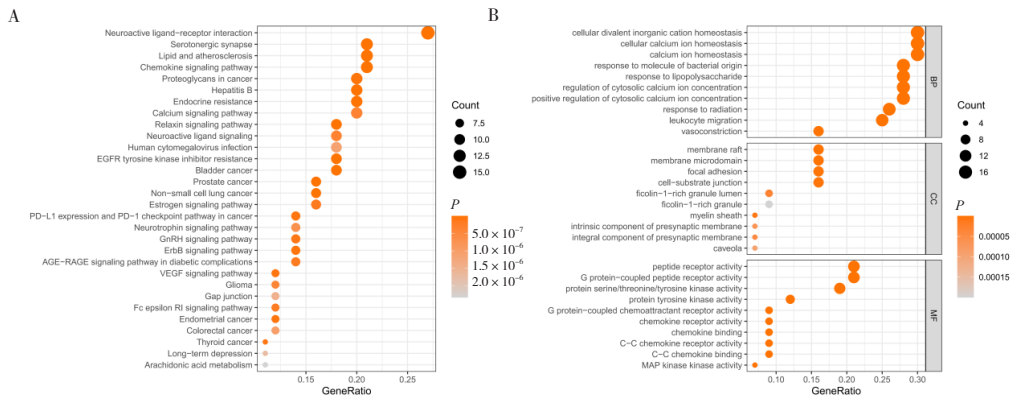 A
Neuroactive ligand−receptor interaction
Serotonergic synapse
Lipid and atherosclerosis
Chemokine signaling pathway
Proteoglycans in cancer
Hepatitis B
Endocrine resistance
Calcium signaling pathway
Relaxin signaling pathway
Neuroactive ligand signaling
Human cytomegalovirus infection
EGFR tyrosine kinase inhibitor resistance
Bladder cancer
Prostate cancer
Non−small cell lung cancer
Estrogen signaling pathway
PD−L1 expression and PD−1 checkpoint pathway in cancer
Neurotrophin signaling pathway
GnRH signaling pathway
ErbB signaling pathway
AGE−RAGE signaling pathway in diabetic complications
VEGF signaling pathway
Glioma
Gap junction
Fc epsilon RI signaling pathway
Endometrial cancer
Colorectal cancer
Thyroid cancer
Long−term depression
Arachidonic acid metabolism
0.15 0.20 0.25
GeneRatio
Count
7.5
10.0
12.5
15.0
P
5.0×10⁻⁷
1.0×10⁻⁶
1.5×10⁻⁶
2.0×10⁻⁶
B
cellular divalent inorganic cation homeostasis
cellular calcium ion homeostasis
calcium ion homeostasis
response to molecule of bacterial origin
response to lipopolysaccharide
regulation of cytosolic calcium ion concentration
positive regulation of cytosolic calcium ion concentration
response to radiation
leukocyte migration
vasoconstriction
BP
membrane raft
membrane microdomain
focal adhesion
cell−substrate junction
ficolin−1−rich granule lumen
ficolin−1−rich granule
myelin sheath
intrinsic component of presynaptic membrane
integral component of presynaptic membrane
caveola
CC
peptide receptor activity
G protein−coupled peptide receptor activity
protein serine/threonine/tyrosine kinase activity
protein tyrosine kinase activity
G protein−coupled chemoattractant receptor activity
chemokine receptor activity
chemokine binding
C−C chemokine receptor activity
C−C chemokine binding
MAP kinase kinase activity
MF
0.10 0.15 0.20 0.25 0.30
GeneRatio
Count
4
8
12
16
P
0.00005
0.00010
0.00015